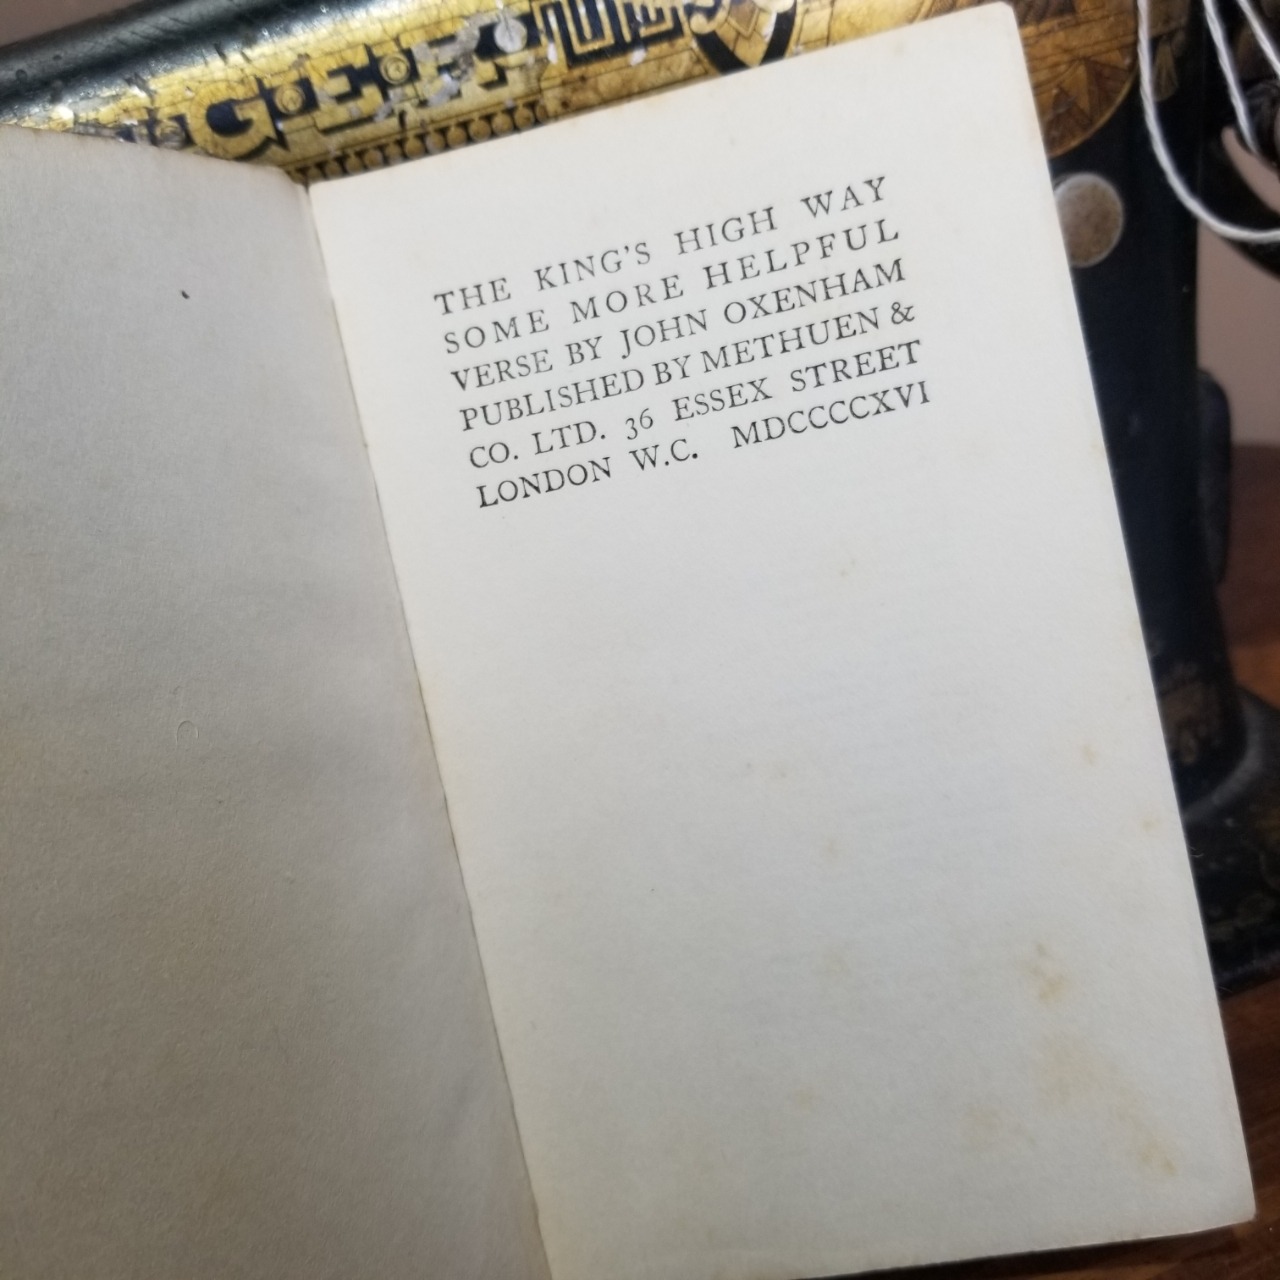 GER
THE KING'S HIGH WAY
SOME MORE HELPFUL
VERSE BY JOHN OXENHAM
PUBLISHED BY METHUEN &
CO. LTD. 36 ESSEX STREET
LONDON W.C. MDCCCCXVI